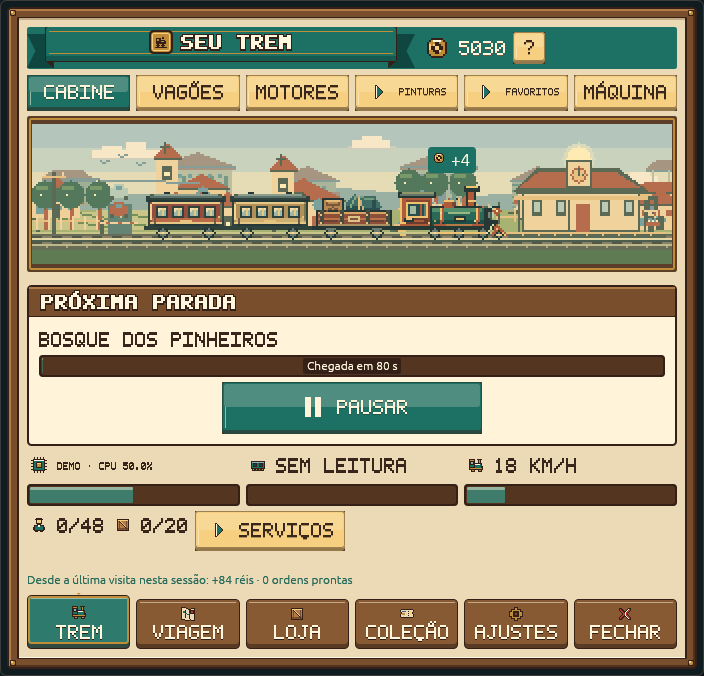 SEU TREM
5030 ?
CABINE VAGÕES MOTORES PINTURAS FAVORITOS MÁQUINA
+4
PRÓXIMA PARADA
BOSQUE DOS PINHEIROS
Chegada em 80 s
PAUSAR
DEMO · CPU 50.0% SEM LEITURA 18 KM/H
0/48 0/20 SERVIÇOS
Desde a última visita nesta sessão: +84 réis · 0 ordens prontas
TREM VIAGEM LOJA COLEÇÃO AJUSTES FECHAR